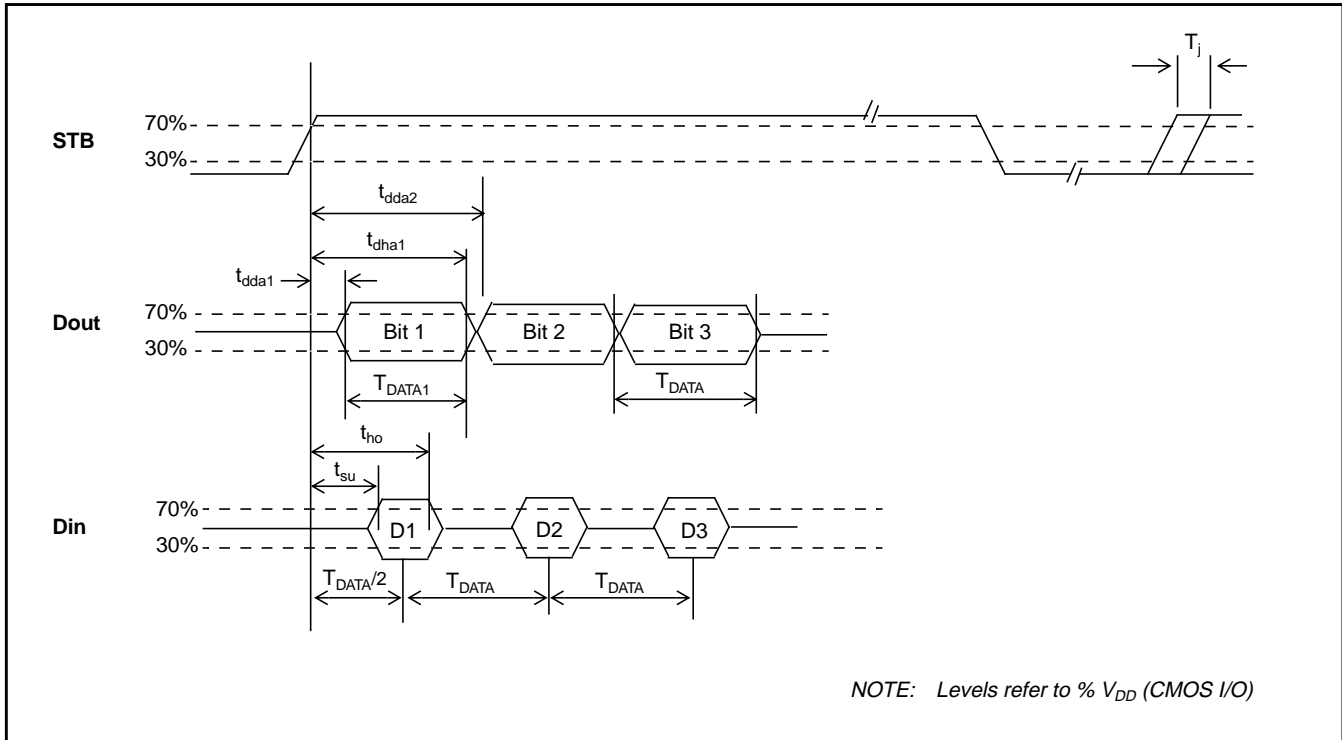 Tj
STB
70%
30%
tdda2
tdha1
tdda1
Dout
70%
30%
Bit 1
Bit 2
Bit 3
TDATA1
TDATA
tho
tsu
Din
70%
30%
D1
D2
D3
TDATA/2
TDATA
TDATA
NOTE: Levels refer to % VDD (CMOS I/O)